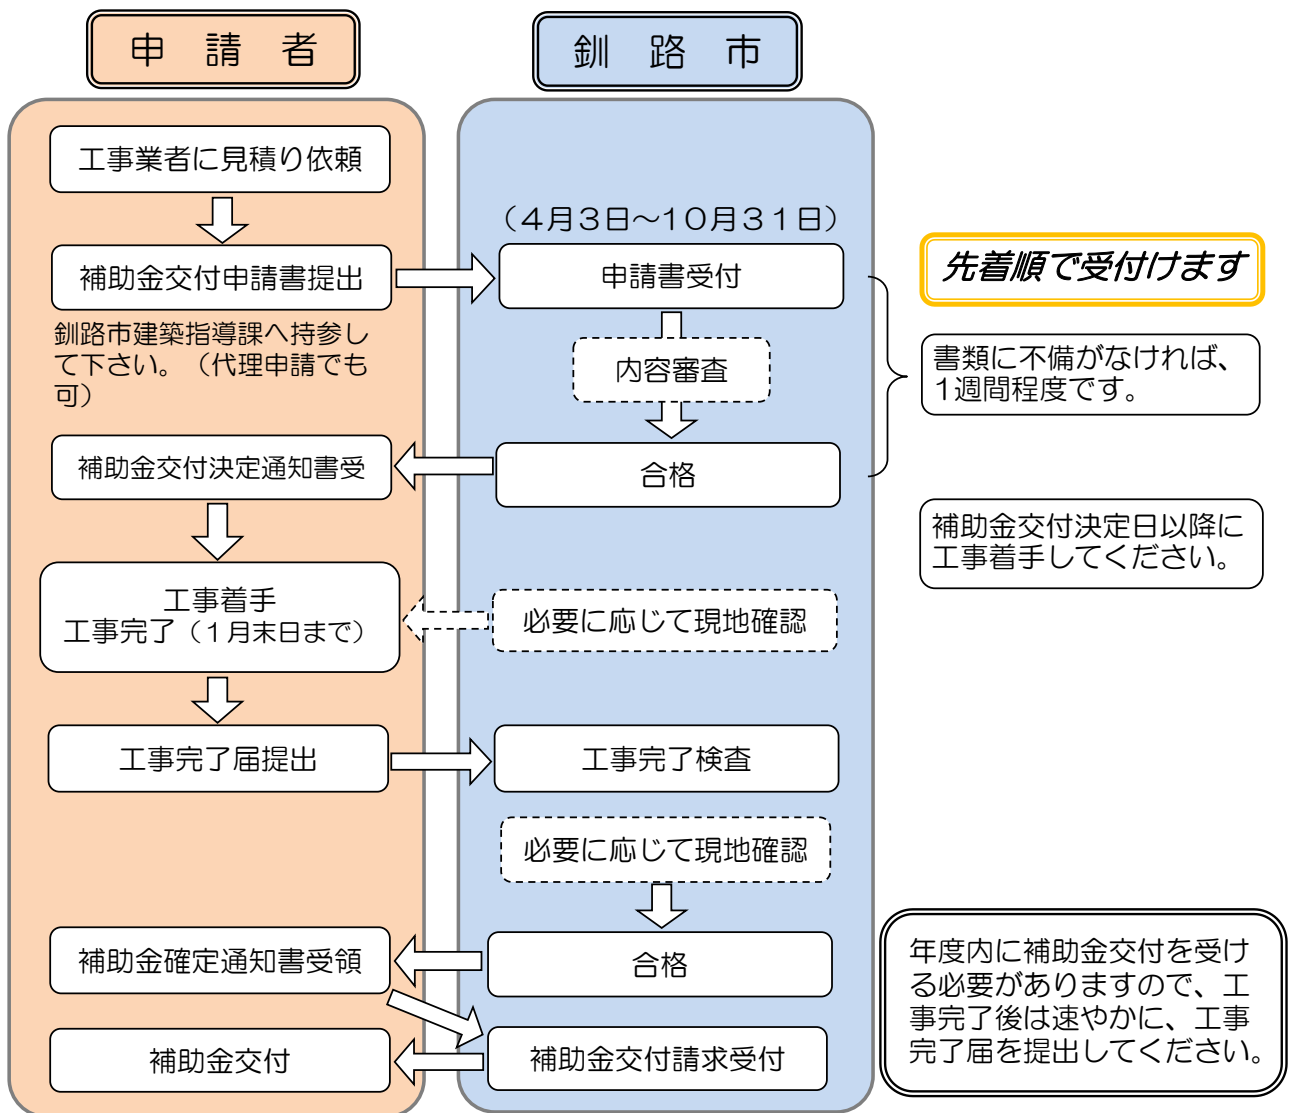 申　請　者
釧　路　市
工事業者に見積り依頼
（４月３日～１０月３１日）
補助金交付申請書提出
申請書受付
先着順で受付けます
釧路市建築指導課へ持参し
て下さい。（代理申請でも
可）
内容審査
書類に不備がなければ、
１週間程度です。
補助金交付決定通知書受
合格
補助金交付決定日以降に
工事着手してください。
工事着手
工事完了（１月末日まで）
必要に応じて現地確認
工事完了届提出
工事完了検査
必要に応じて現地確認
補助金確定通知書受領
合格
年度内に補助金交付を受け
る必要がありますので、工
事完了後は速やかに、工事
完了届を提出してください。
補助金交付
補助金交付請求受付